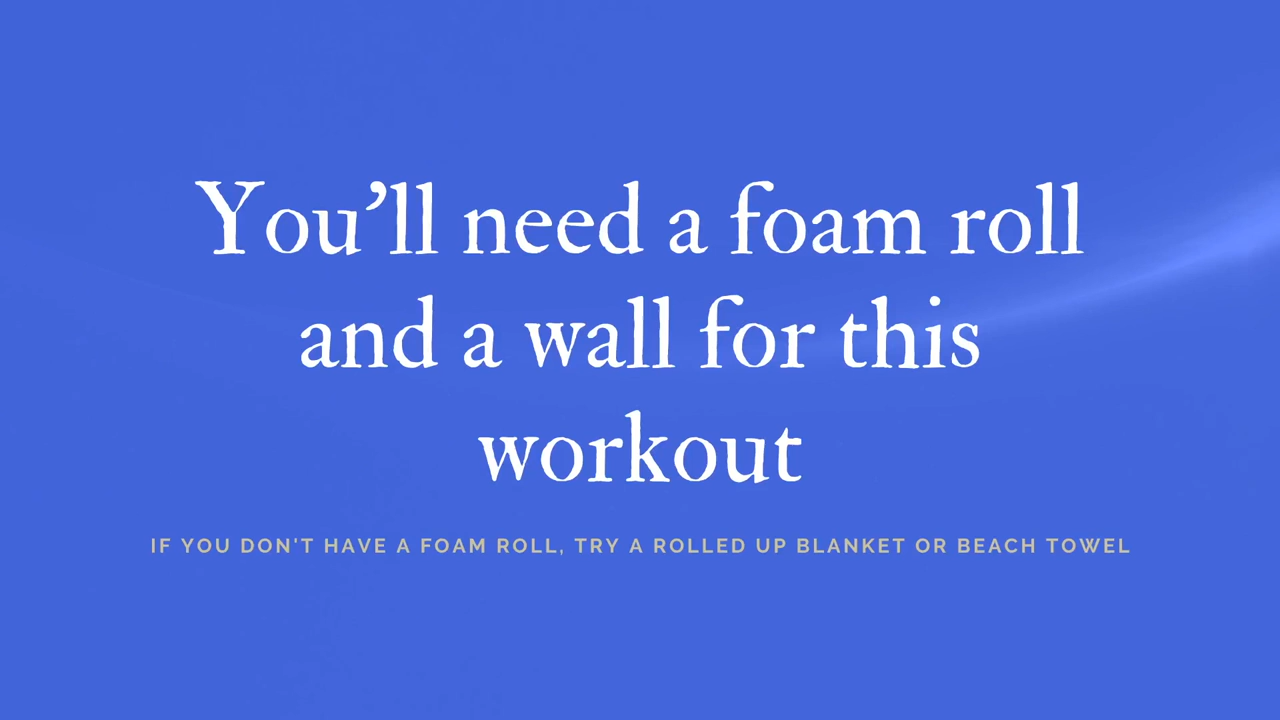 You’ll need a foam roll
and a wall for this
workout
IF YOU DON'T HAVE A FOAM ROLL, TRY A ROLLED UP BLANKET OR BEACH TOWEL